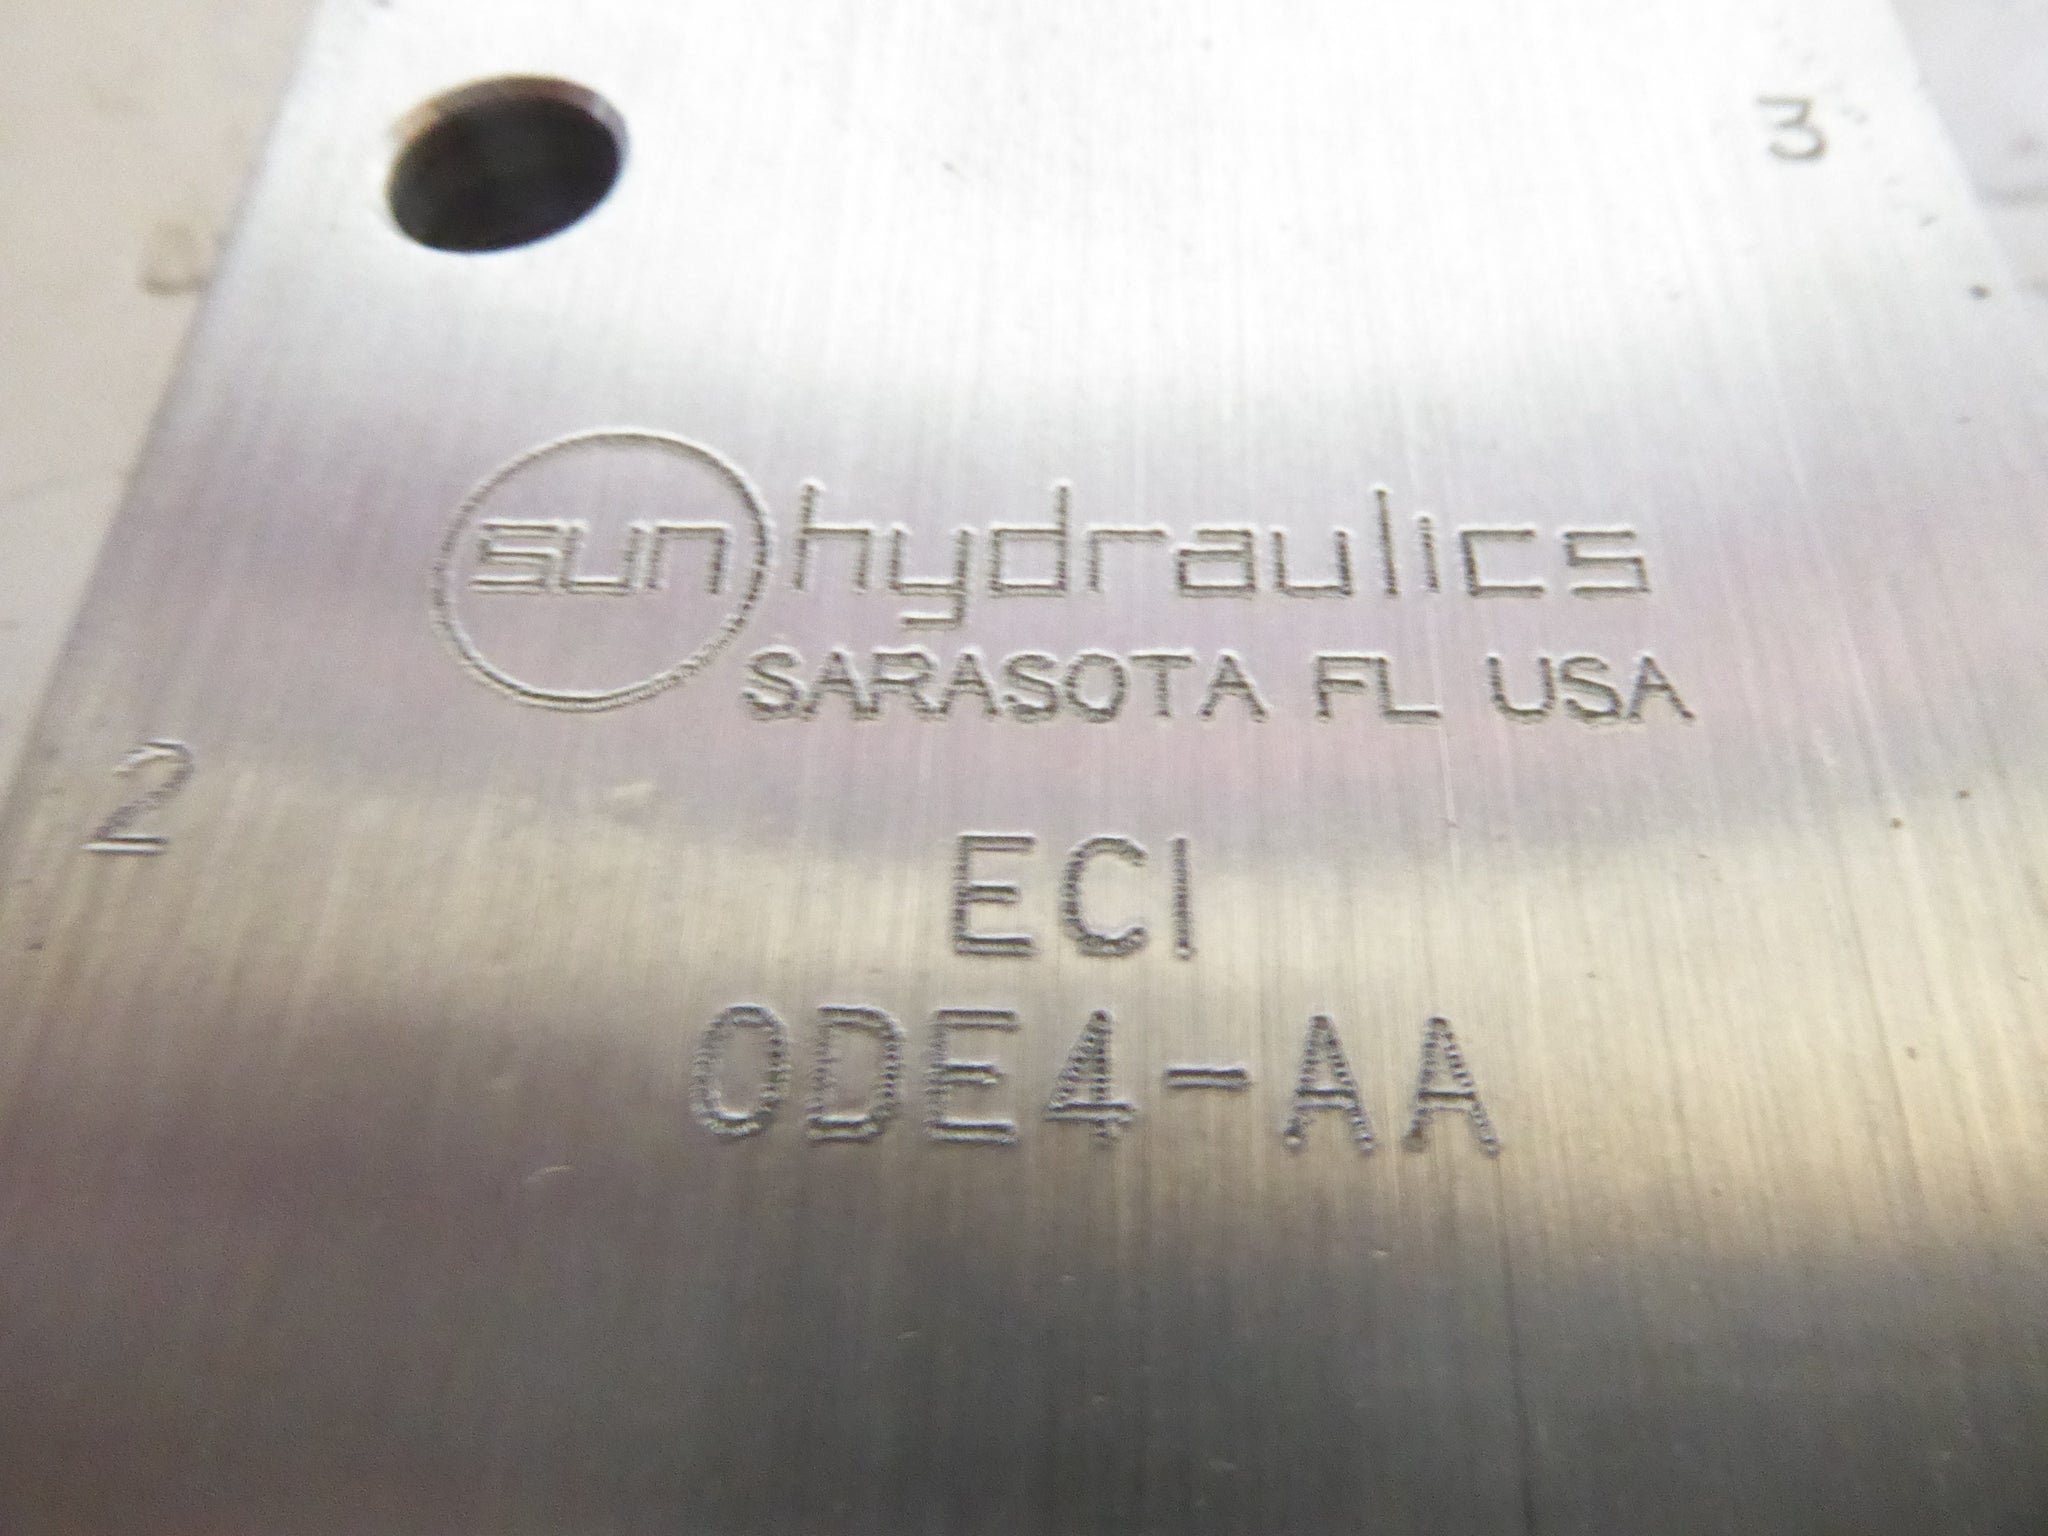 3
sun hydraulics
SARASOTA FL USA
2
ECI
ODE4-AA